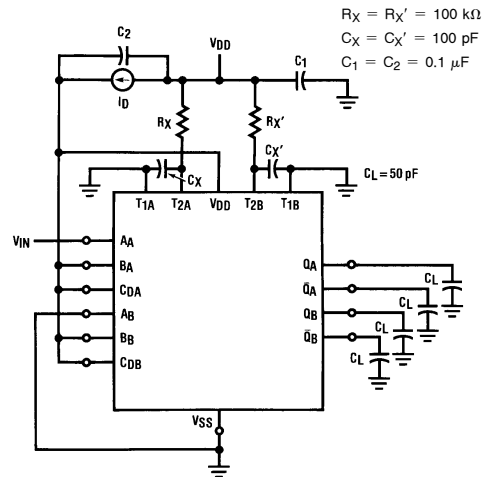 RX = RX′ = 100 kΩ
CX = CX′ = 100 pF
C1 = C2 = 0.1 μF
C2
VDD
C1
ID
RX
RX′
CX
CX′
CL = 50 pF
T1A T2A VDD T2B T1B
VIN
AA
BA
CDA
AB
BB
CDB
QA
Q̄A
QB
Q̄B
CL
CL
CL
CL
VSS